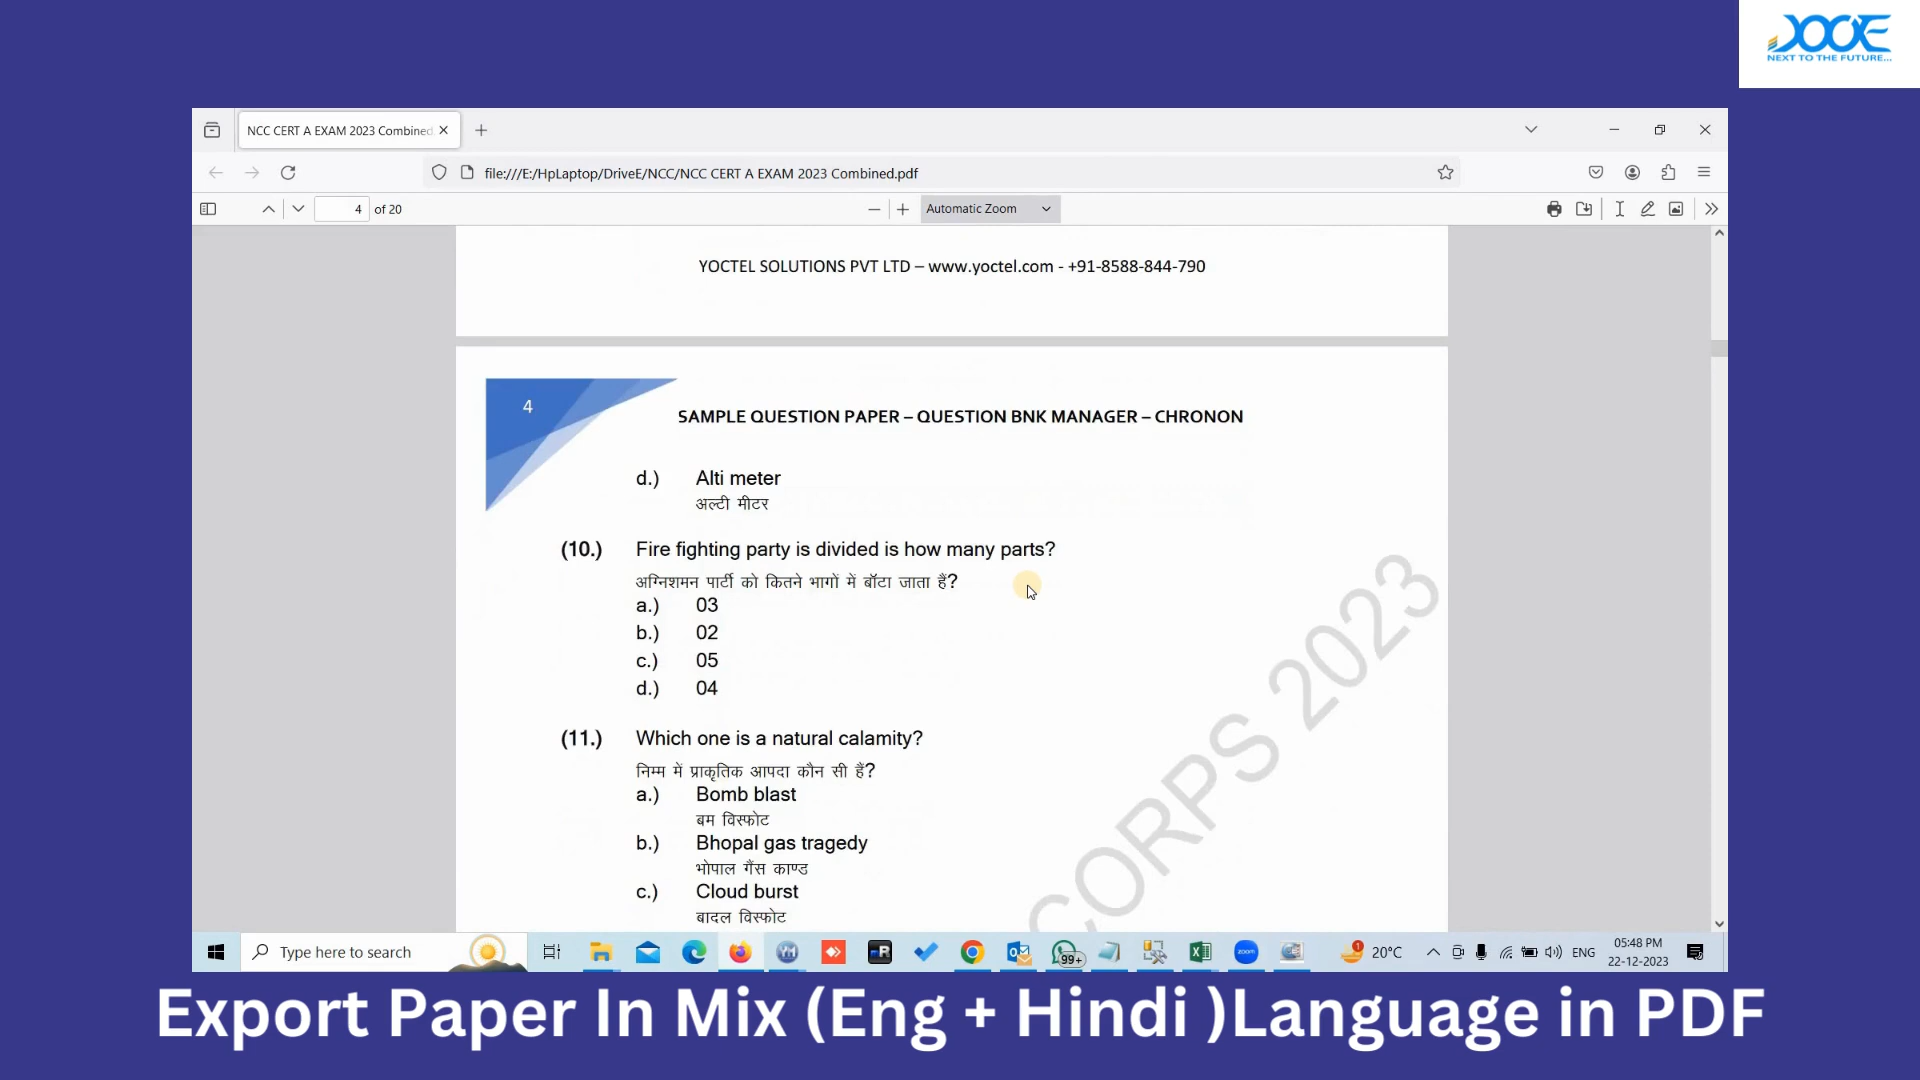 NEXT TO THE FUTURE...
NCC CERT A EXAM 2023 Combined
file:///E:/HpLaptop/DriveE/NCC/NCC CERT A EXAM 2023 Combined.pdf
4 of 20
Automatic Zoom
YOCTEL SOLUTIONS PVT LTD – www.yoctel.com - +91-8588-844-790
4
SAMPLE QUESTION PAPER – QUESTION BNK MANAGER – CHRONON
d.) Alti meter
अल्टी मीटर
(10.) Fire fighting party is divided is how many parts?
अग्निशमन पार्टी को कितने भागों में बॉटा जाता हैं?
a.) 03
b.) 02
c.) 05
d.) 04
(11.) Which one is a natural calamity?
निम्म में प्राकृतिक आपदा कौन सी हैं?
a.) Bomb blast
बम विस्फोट
b.) Bhopal gas tragedy
भोपाल गैंस काण्ड
c.) Cloud burst
बादल विस्फोट
CORPS 2023
Type here to search
99+
zoom
1
20°C
ENG
05:48 PM
22-12-2023
Export Paper In Mix (Eng + Hindi )Language in PDF